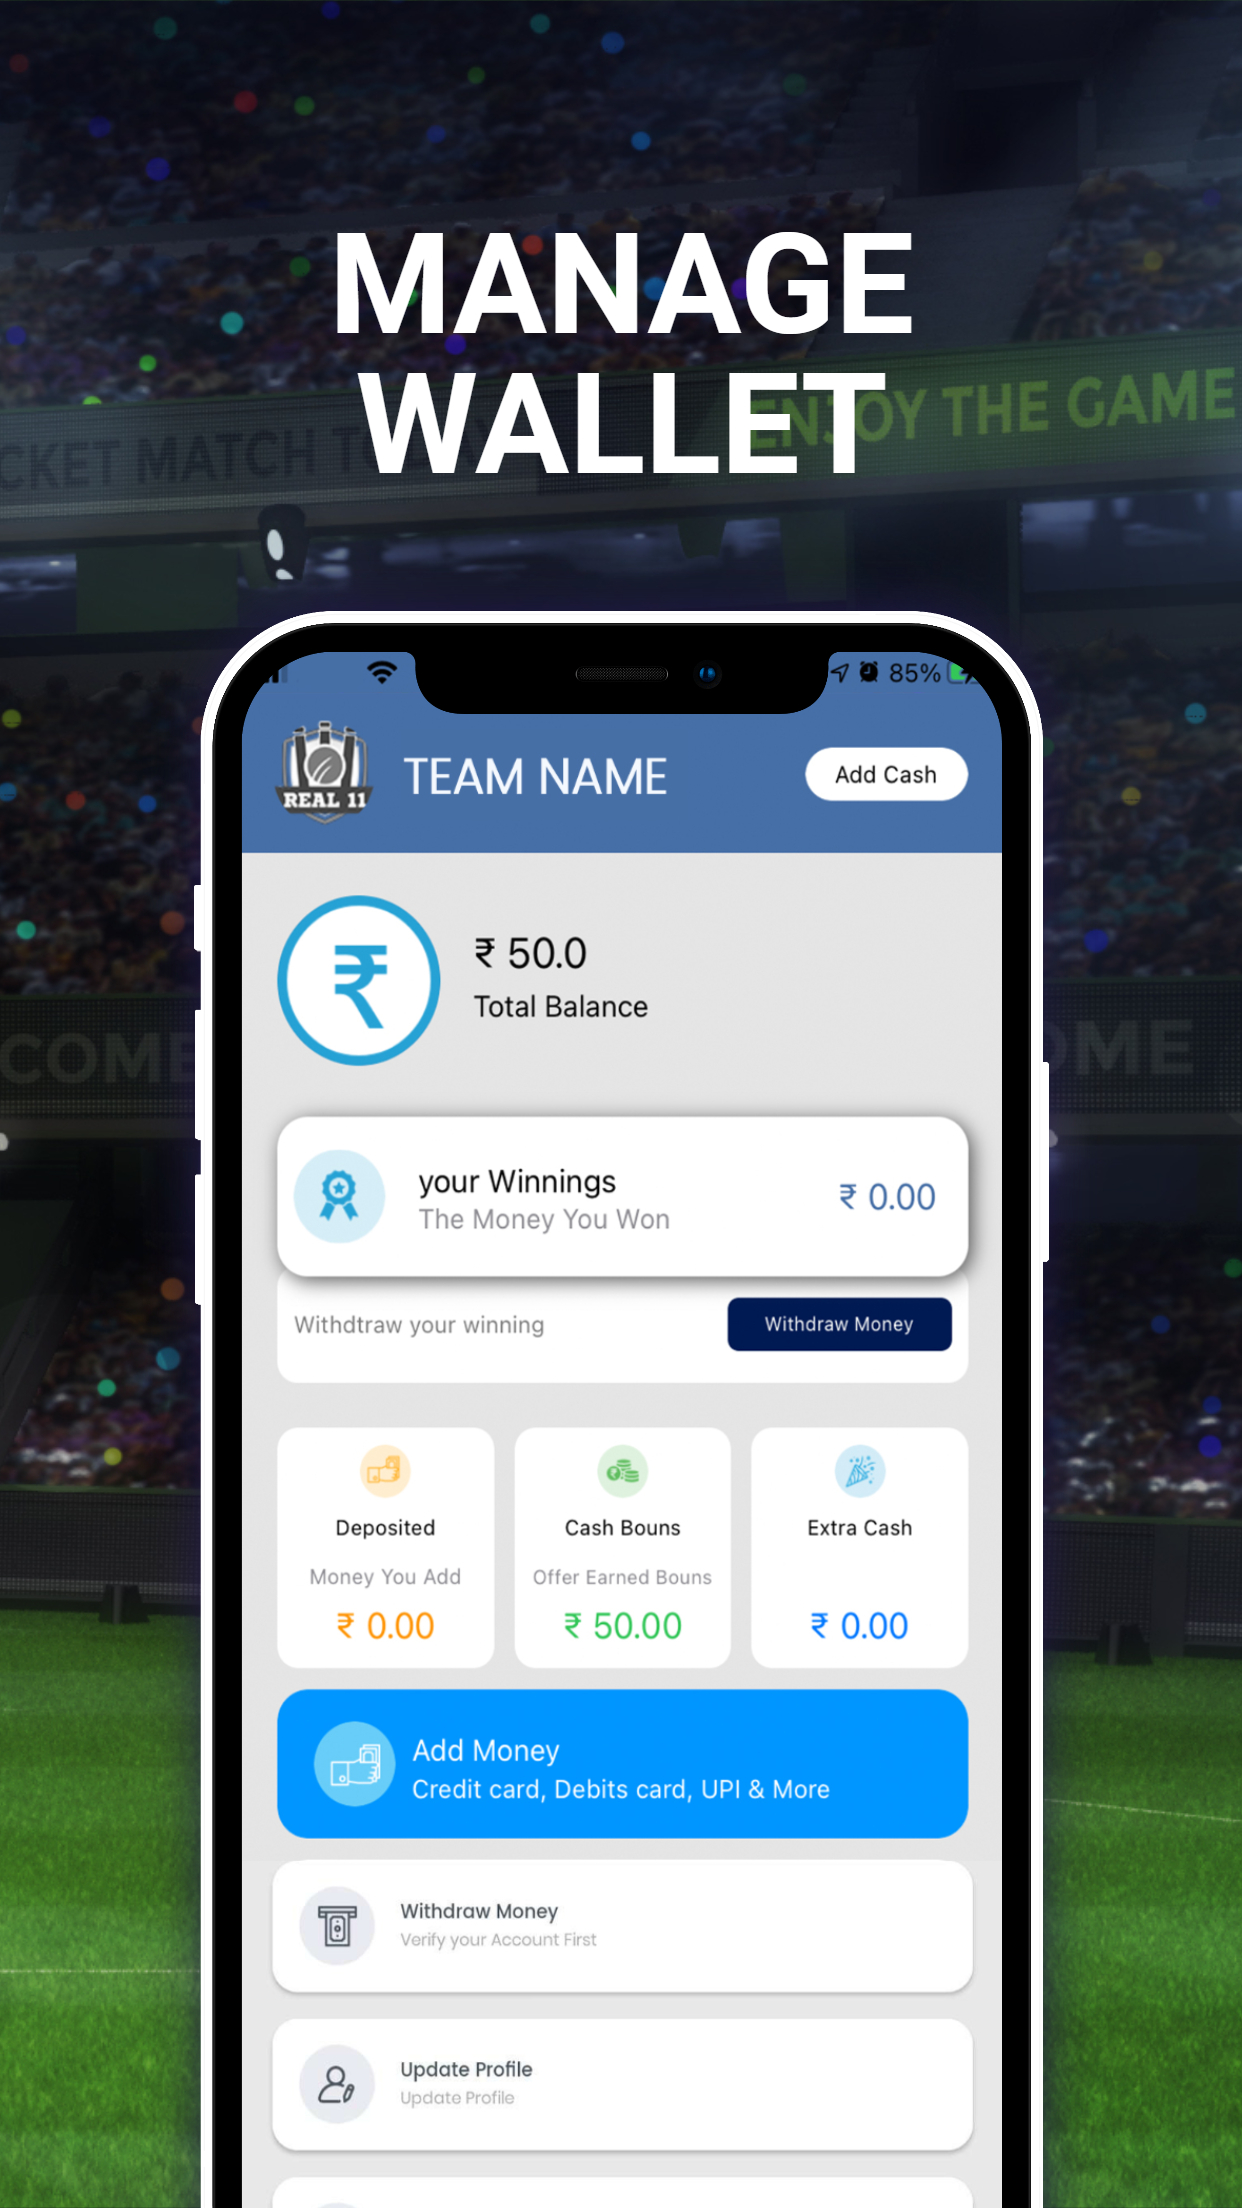 MANAGE
WALLET
CKET MATCH T
ENJOY THE GAME
85%
REAL 11
TEAM NAME
Add Cash
COME
OME
₹
₹ 50.0
Total Balance
your Winnings
The Money You Won
₹ 0.00
Withdtraw your winning
Withdraw Money
Deposited
Money You Add
₹ 0.00
Cash Bouns
Offer Earned Bouns
₹ 50.00
Extra Cash
₹ 0.00
Add Money
Credit card, Debits card, UPI & More
Withdraw Money
Verify your Account First
Update Profile
Update Profile